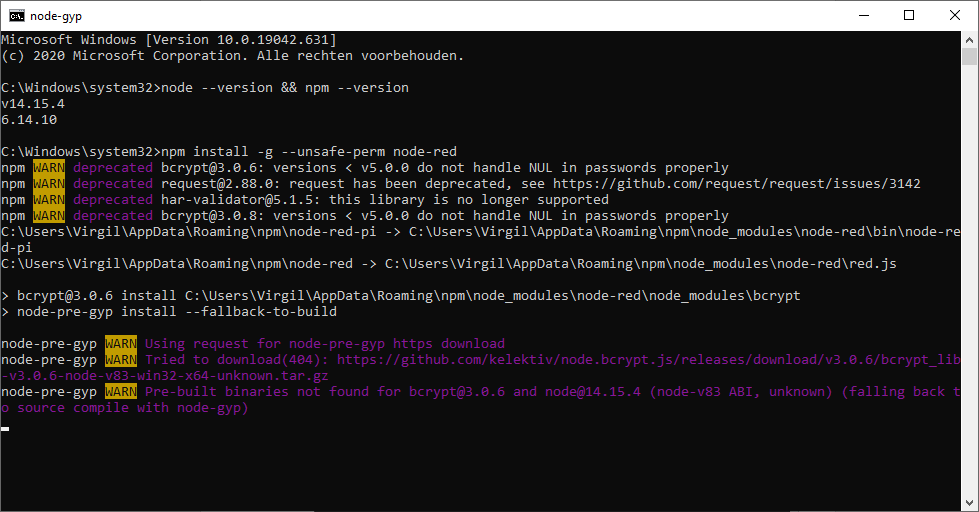 node-gyp
Microsoft Windows [Version 10.0.19042.631]
(c) 2020 Microsoft Corporation. Alle rechten voorbehouden.
C:\Windows\system32>node --version && npm --version
v14.15.4
6.14.10
C:\Windows\system32>npm install -g --unsafe-perm node-red
npm WARN deprecated bcrypt@3.0.6: versions < v5.0.0 do not handle NUL in passwords properly
npm WARN deprecated request@2.88.0: request has been deprecated, see https://github.com/request/request/issues/3142
npm WARN deprecated har-validator@5.1.5: this library is no longer supported
npm WARN deprecated bcrypt@3.0.8: versions < v5.0.0 do not handle NUL in passwords properly
C:\Users\Virgil\AppData\Roaming\npm\node-red-pi -> C:\Users\Virgil\AppData\Roaming\npm\node_modules\node-red\bin\node-re
d-pi
C:\Users\Virgil\AppData\Roaming\npm\node-red -> C:\Users\Virgil\AppData\Roaming\npm\node_modules\node-red\red.js
> bcrypt@3.0.6 install C:\Users\Virgil\AppData\Roaming\npm\node_modules\node-red\node_modules\bcrypt
> node-pre-gyp install --fallback-to-build
node-pre-gyp WARN Using request for node-pre-gyp https download
node-pre-gyp WARN Tried to download(404): https://github.com/kelektiv/node.bcrypt.js/releases/download/v3.0.6/bcrypt_lib
-v3.0.6-node-v83-win32-x64-unknown.tar.gz
node-pre-gyp WARN Pre-built binaries not found for bcrypt@3.0.6 and node@14.15.4 (node-v83 ABI, unknown) (falling back t
o source compile with node-gyp)